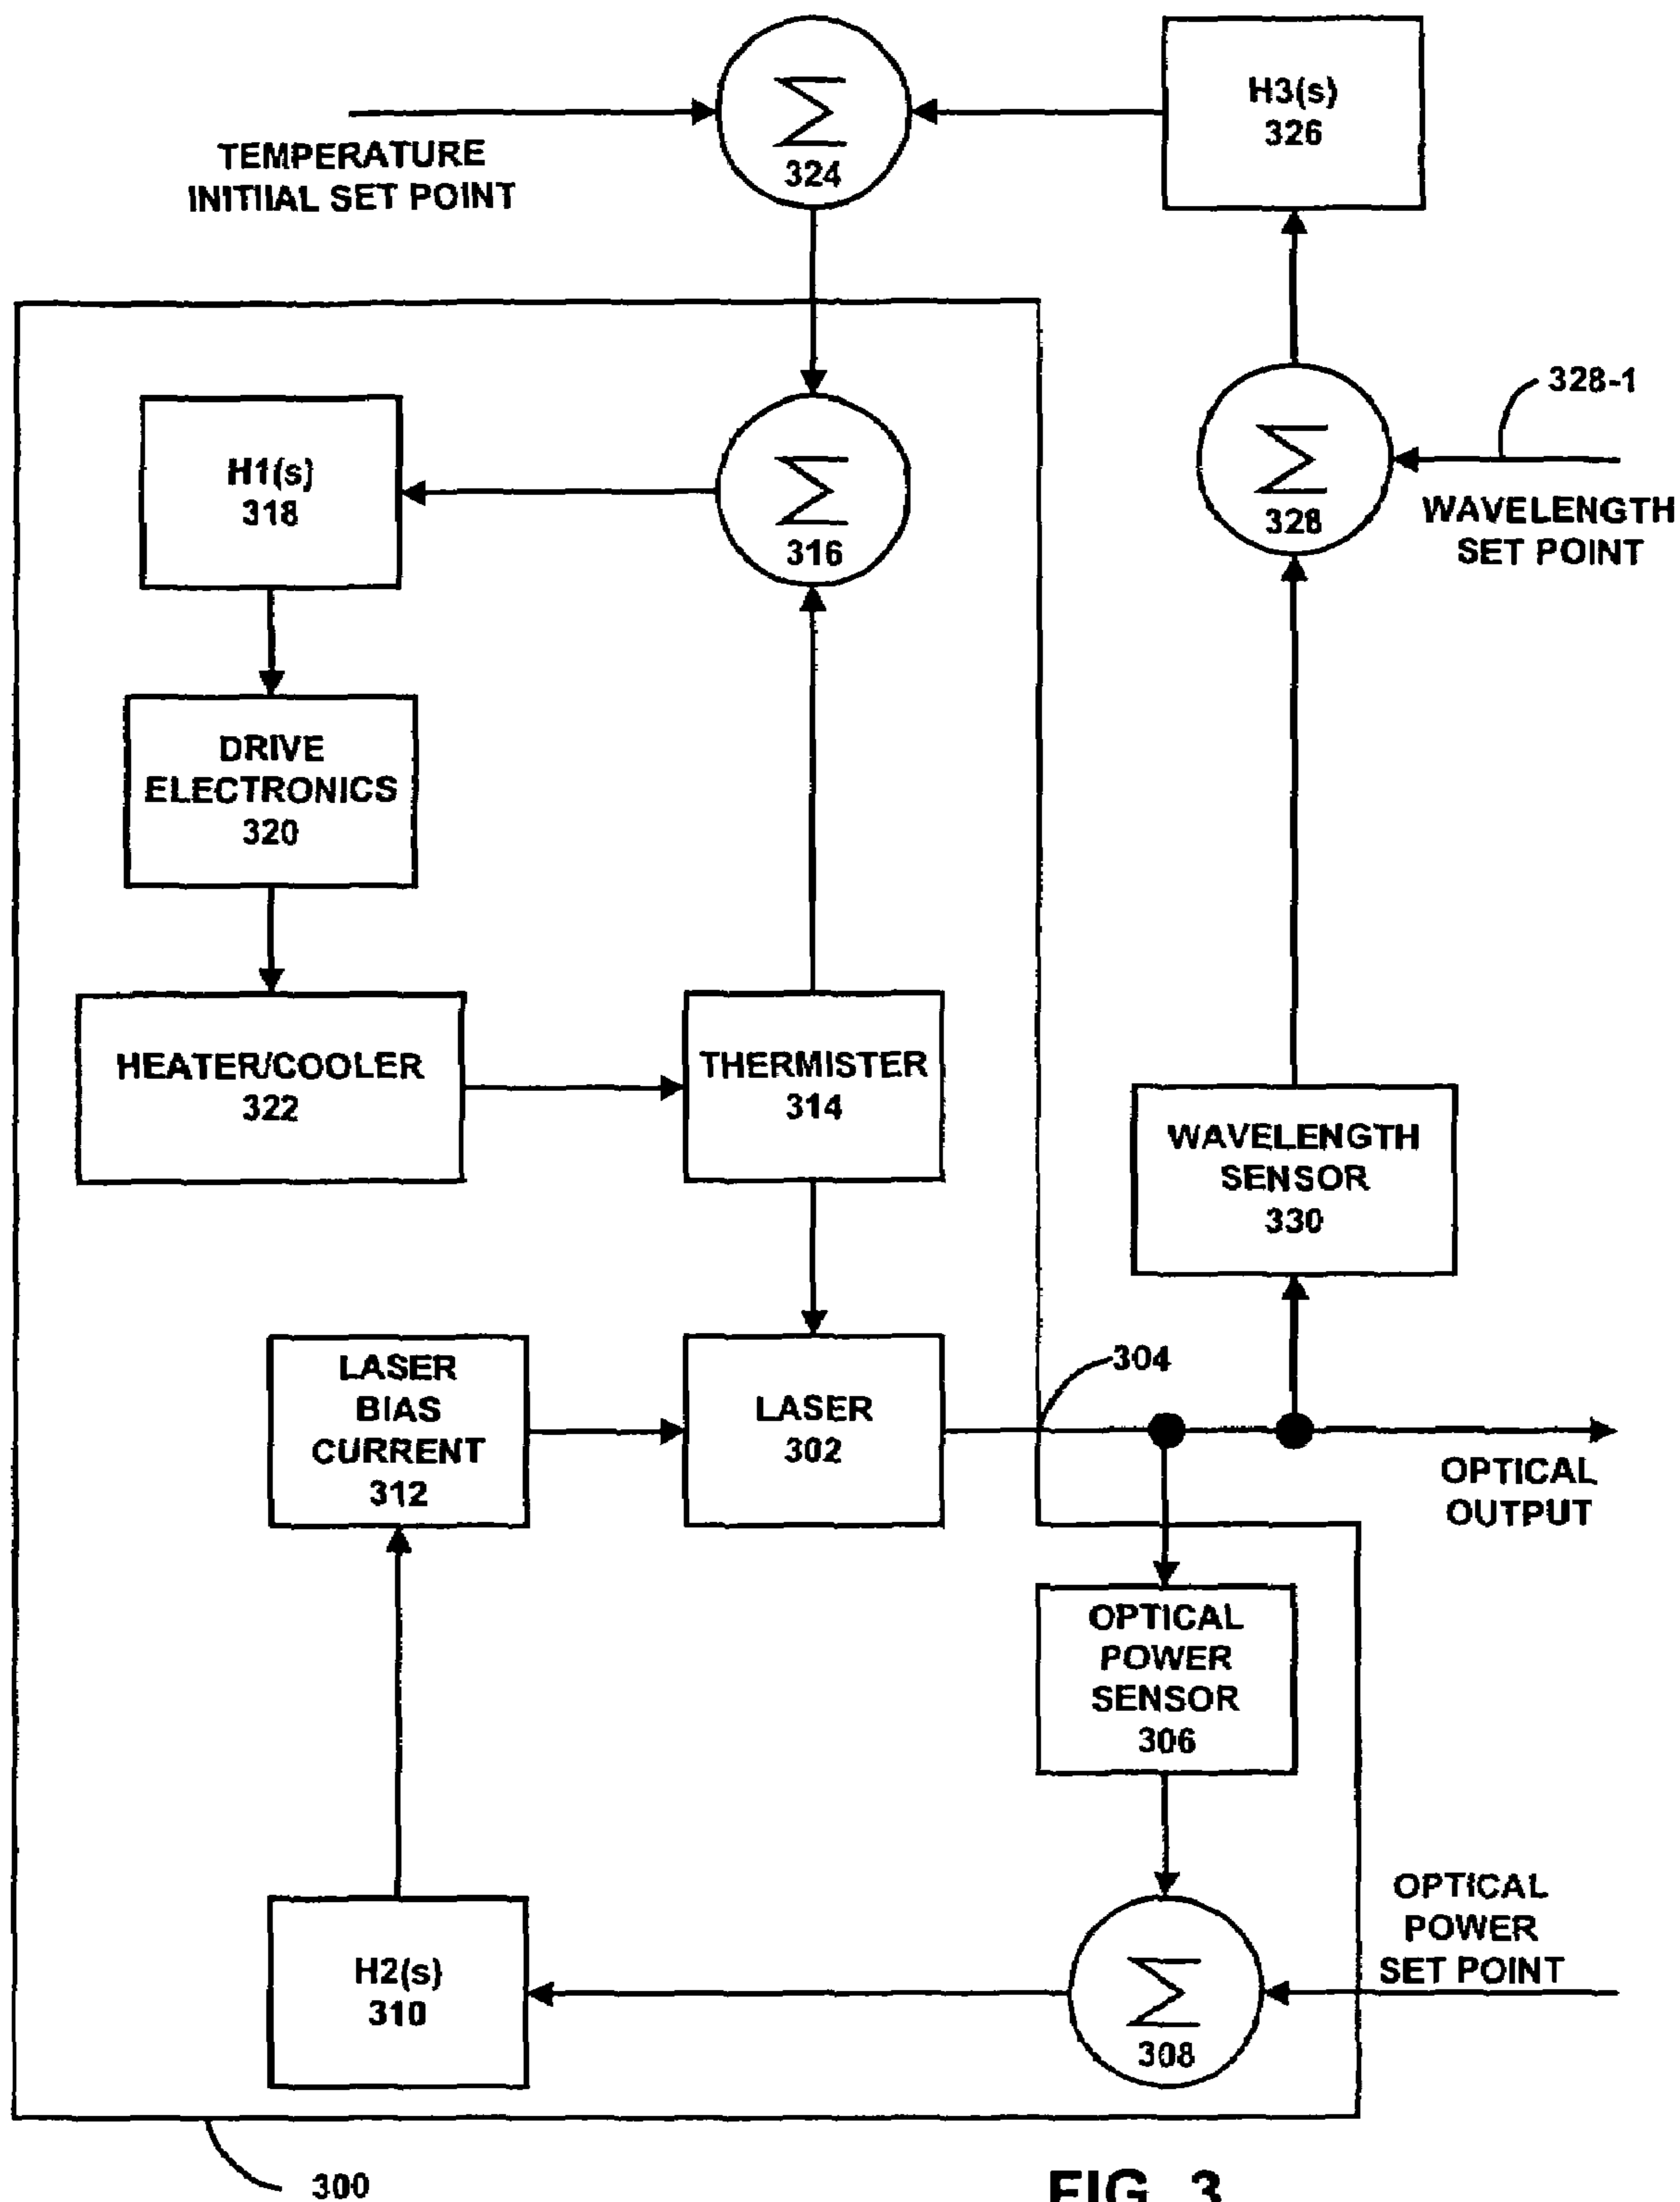 Σ
324
H3(s)
326
TEMPERATURE
INITIIAL SET POINT
328-1
H1(s)
318
Σ
316
Σ
328
WAVELENGTH
SET POINT
DRIVE
ELECTRONICS
320
HEATER/COOLER
322
THERMISTER
314
WAVELENGTH
SENSOR
330
LASER
BIAS
CURRENT
312
LASER
302
304
OPTICAL
OUTPUT
OPTICAL
POWER
SENSOR
306
H2(s)
310
Σ
308
OPTICAL
POWER
SET POINT
300
FIG. 3